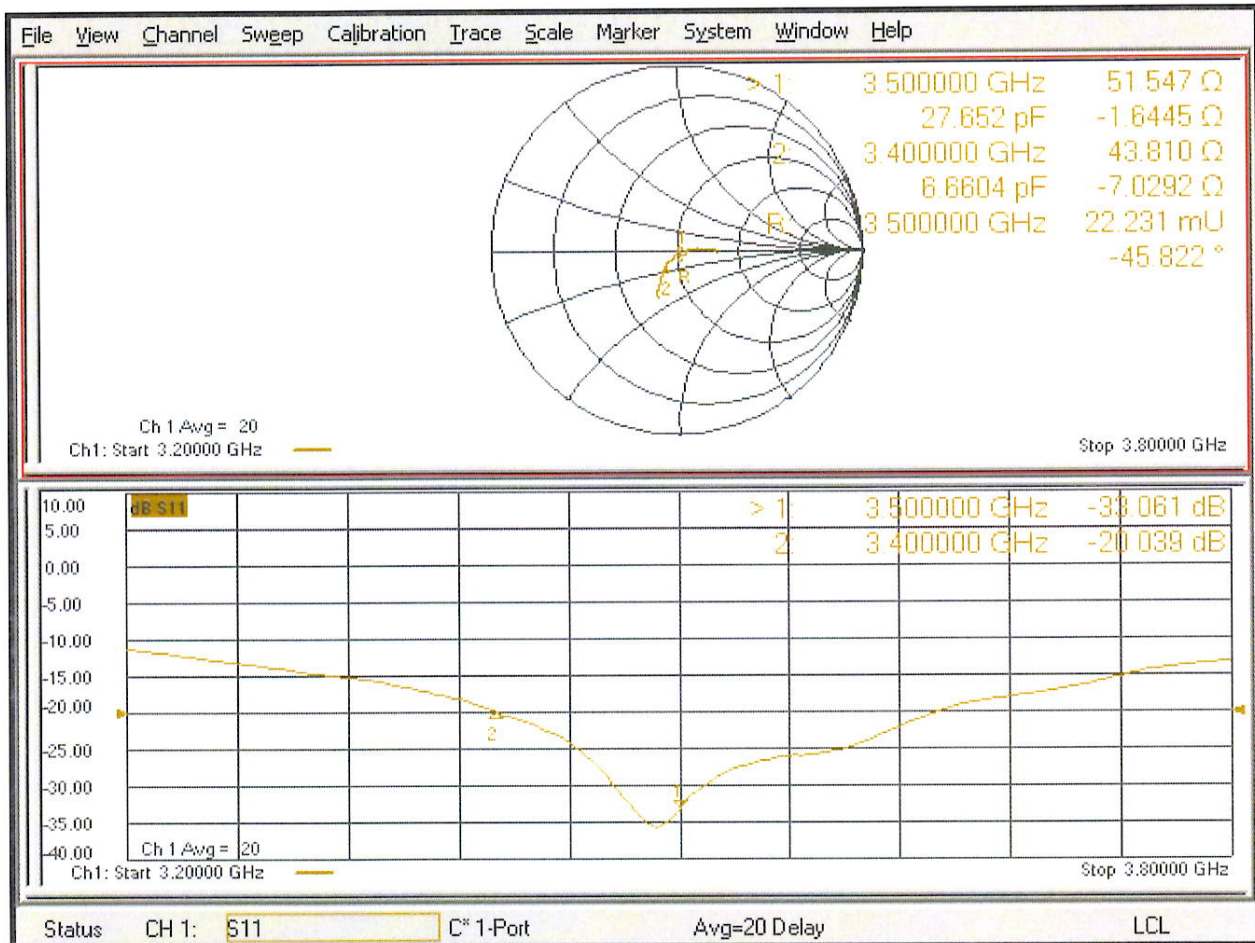 File View Channel Sweep Calibration Trace Scale Marker System Window Help
> 1: 3.500000 GHz 51.547 Ω
27.652 pF -1.6445 Ω
2: 3.400000 GHz 43.810 Ω
6.6604 pF -7.0292 Ω
R: 3.500000 GHz 22.231 mU
-45.822 °
1
2
R
Ch 1 Avg = 20
Ch1: Start 3.20000 GHz
Stop 3.80000 GHz
10.00
dB S11
> 1: 3.500000 GHz -33.061 dB
5.00
2: 3.400000 GHz -20.039 dB
0.00
-5.00
-10.00
-15.00
-20.00
2
-25.00
-30.00
1
-35.00
-40.00
Ch 1 Avg = 20
Ch1: Start 3.20000 GHz
Stop 3.80000 GHz
Status CH 1: S11 C* 1-Port Avg=20 Delay LCL